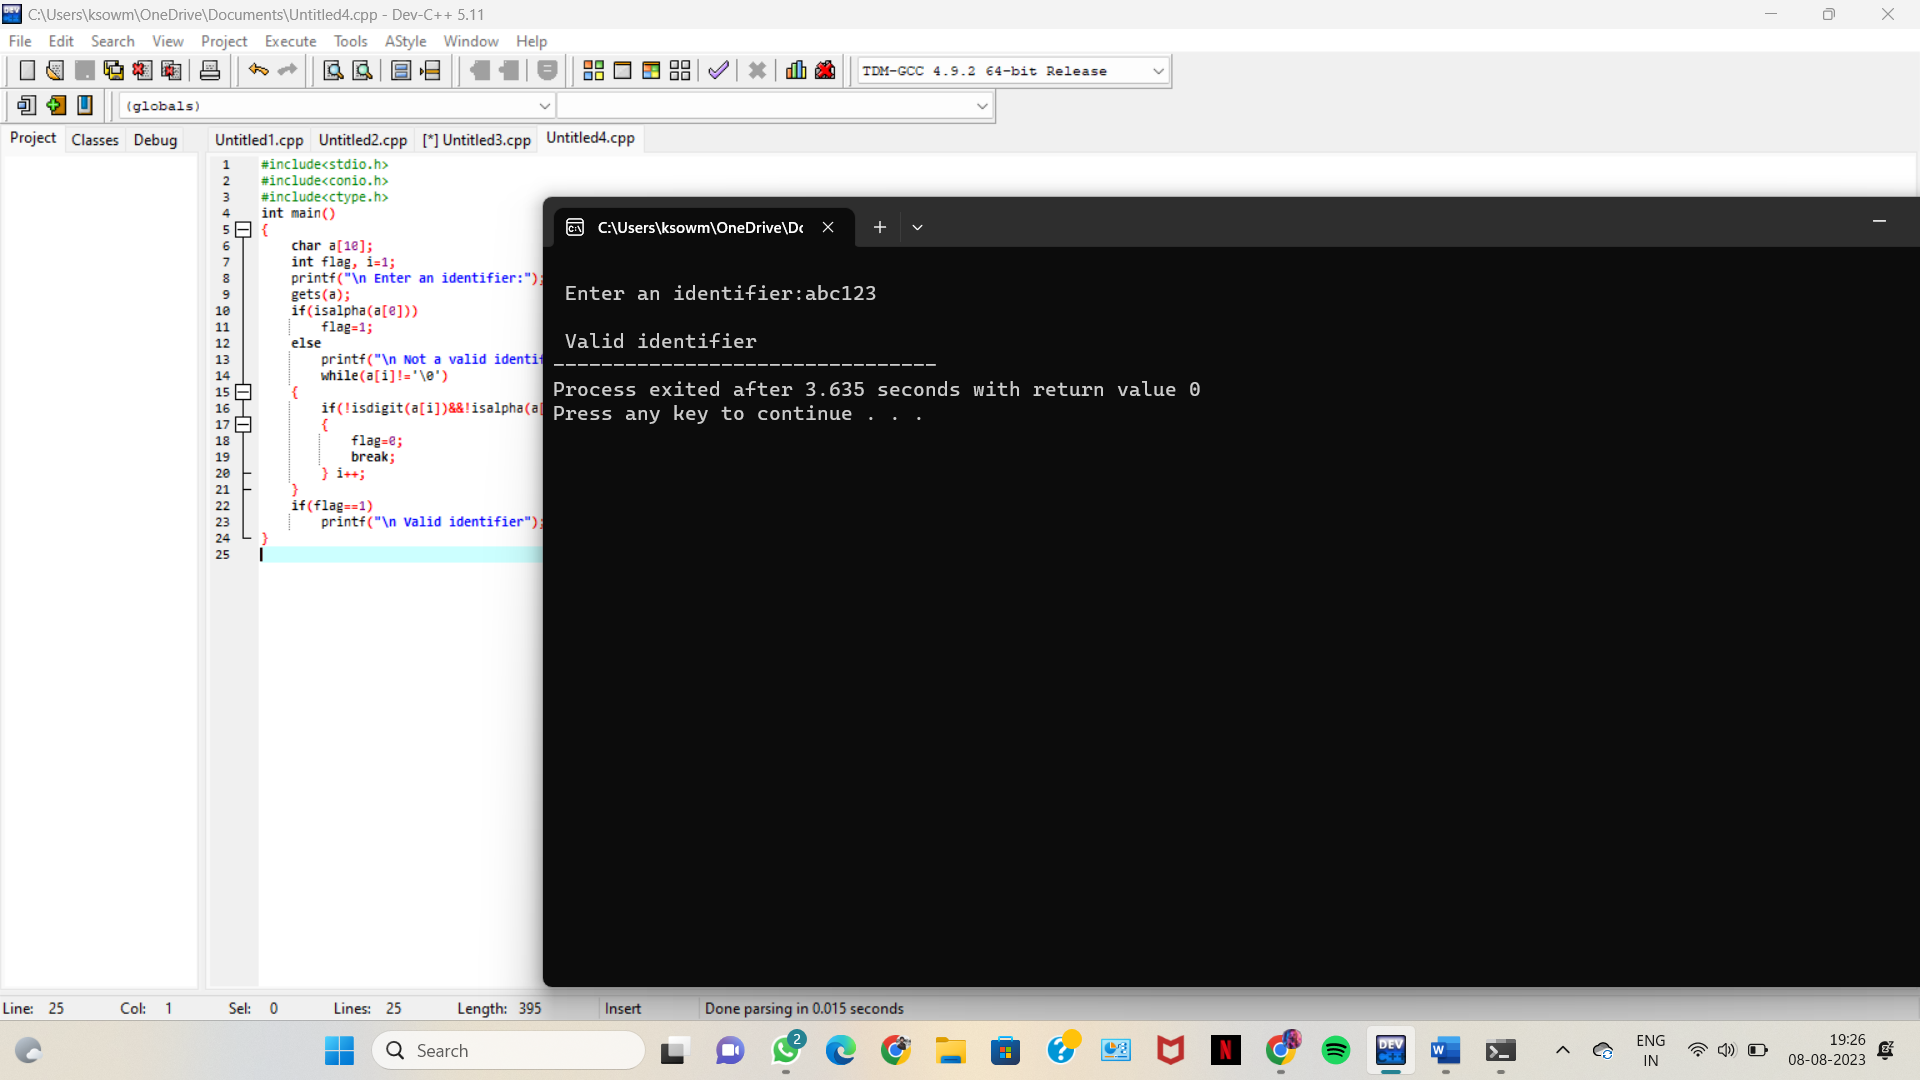 C:\Users\ksowm\OneDrive\Documents\Untitled4.cpp - Dev-C++ 5.11
File Edit Search View Project Execute Tools AStyle Window Help
TDM-GCC 4.9.2 64-bit Release
(globals)
Project Classes Debug
Untitled1.cpp Untitled2.cpp [*] Untitled3.cpp Untitled4.cpp
1 #include<stdio.h>
2 #include<conio.h>
3 #include<ctype.h>
4 int main()
5 {
6 char a[10];
7 int flag, i=1;
8 printf("\n Enter an identifier:");
9 gets(a);
10 if(isalpha(a[0]))
11 flag=1;
12 else
13 printf("\n Not a valid identif
14 while(a[i]!='\0')
15 {
16 if(!isdigit(a[i])&&!isalpha(a[
17 {
18 flag=0;
19 break;
20 } i++;
21 }
22 if(flag==1)
23 printf("\n Valid identifier");
24 }
25
C:\Users\ksowm\OneDrive\Dc
Enter an identifier:abc123
Valid identifier
--------------------------------
Process exited after 3.635 seconds with return value 0
Press any key to continue . . .
Line: 25 Col: 1 Sel: 0 Lines: 25 Length: 395 Insert Done parsing in 0.015 seconds
Search
2
ENG
IN
19:26
08-08-2023